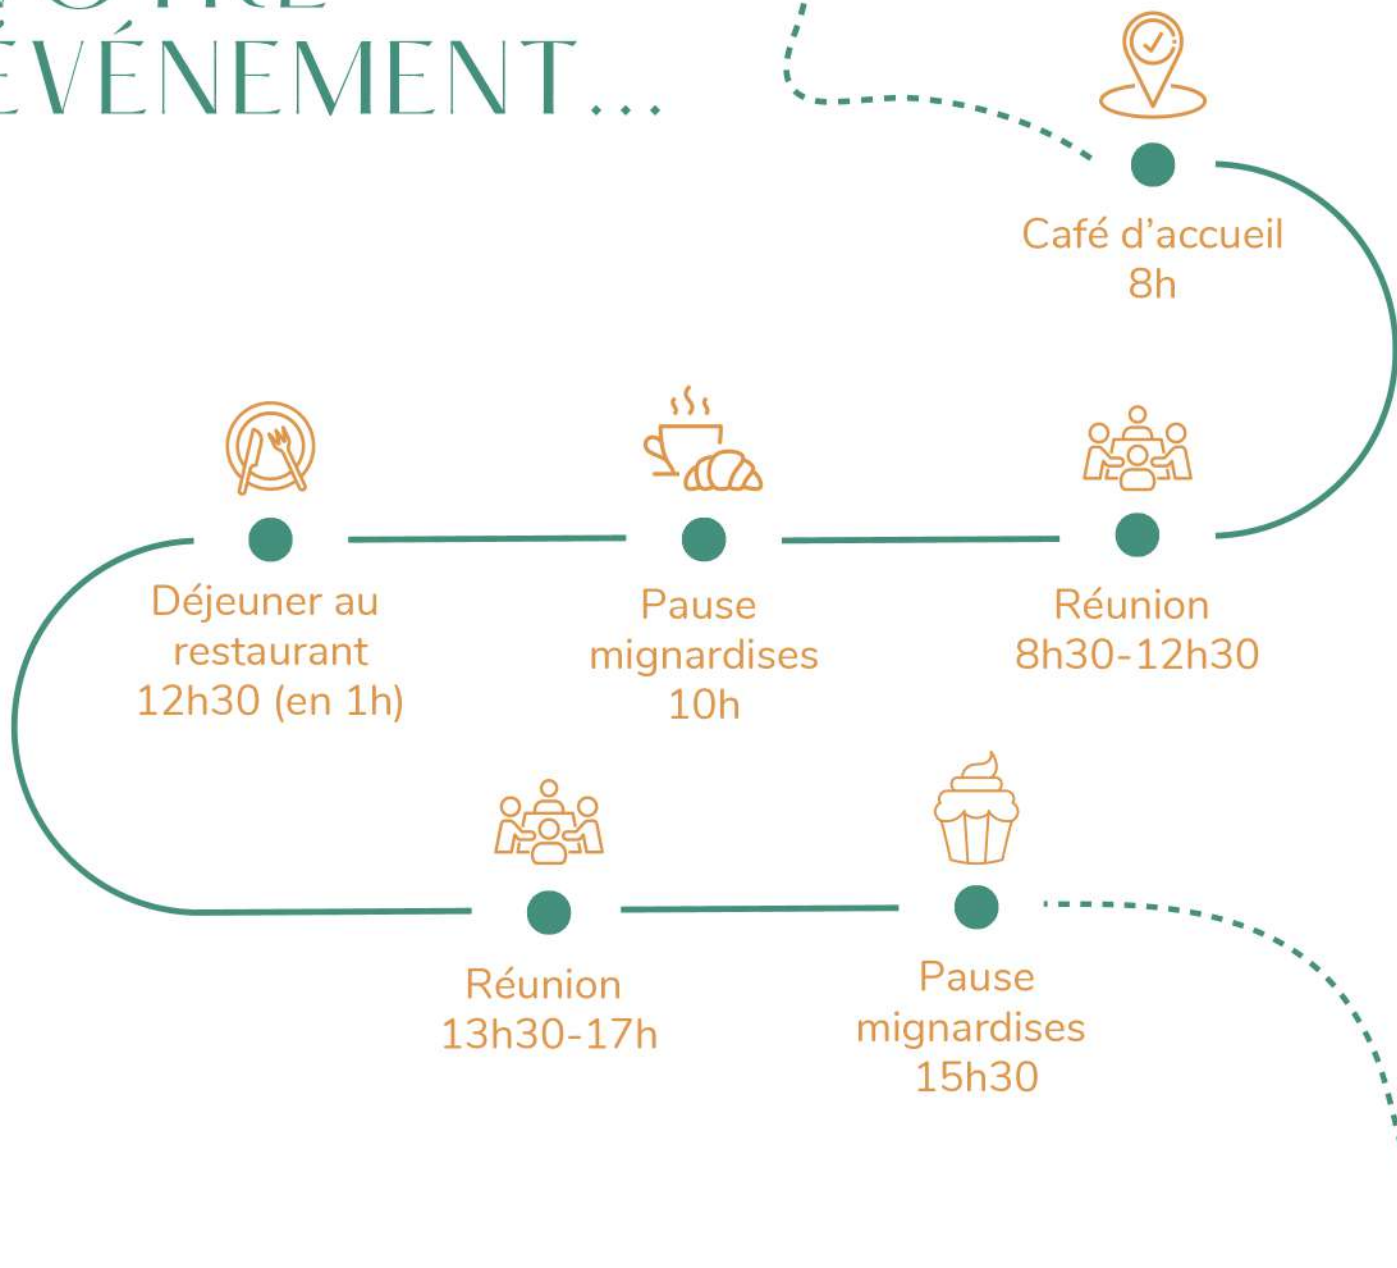 ÉVÉNEMENT...
Café d'accueil
8h
Réunion
8h30-12h30
Pause
mignardises
10h
Déjeuner au
restaurant
12h30 (en 1h)
Réunion
13h30-17h
Pause
mignardises
15h30